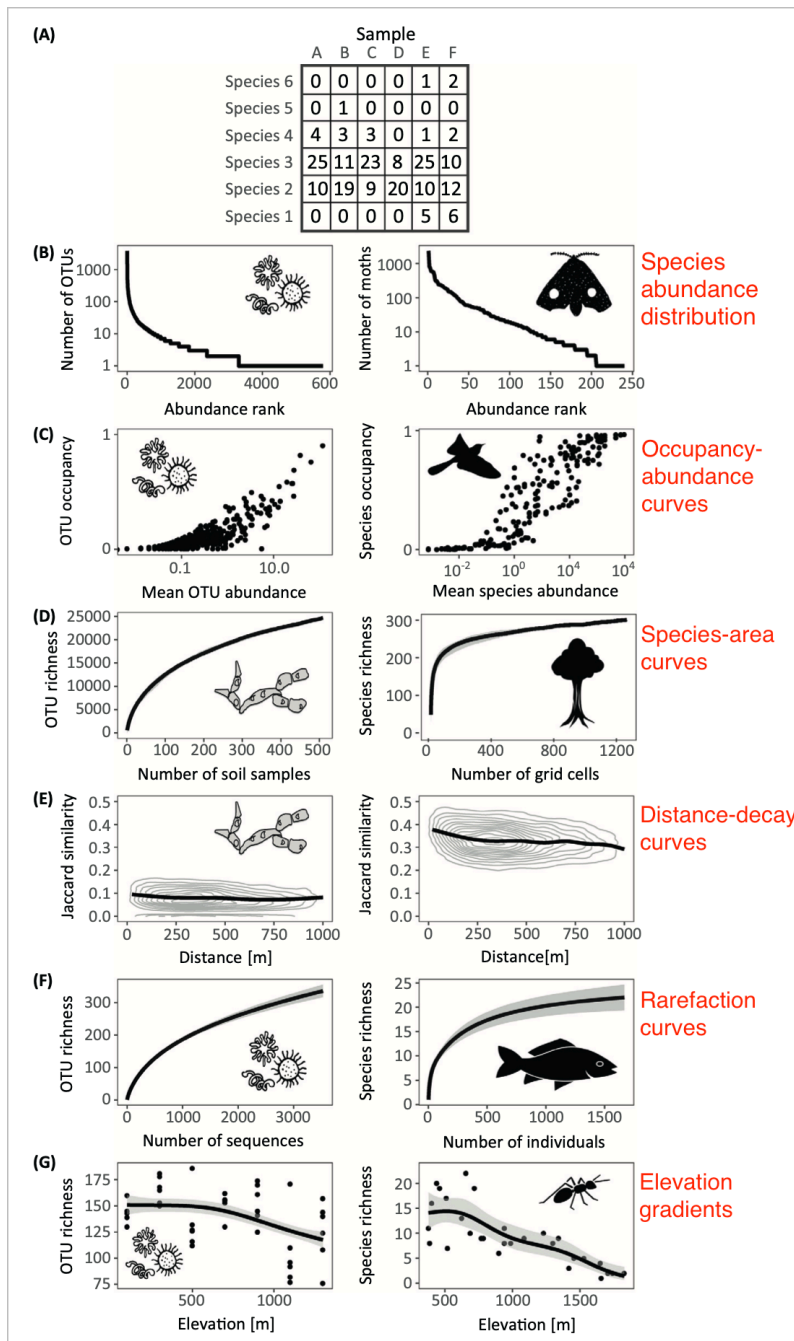 (A)
Sample
A B C D E F
Species 6 0 0 0 0 1 2
Species 5 0 1 0 0 0 0
Species 4 4 3 3 0 1 2
Species 3 25 11 23 8 25 10
Species 2 10 19 9 20 10 12
Species 1 0 0 0 0 5 6
(B)
Number of OTUs
1000
100
10
1
0 2000 4000 6000
Abundance rank
Number of moths
1000
100
10
1
0 50 100 150 200 250
Abundance rank
Species
abundance
distribution
(C)
OTU occupancy
1
0
0.1 10.0
Mean OTU abundance
Species occupancy
1
0
10⁻² 10⁰ 10⁴ 10⁴ 10⁴
Mean species abundance
Occupancy-
abundance
curves
(D)
OTU richness
25000
20000
15000
10000
5000
0
0 100 200 300 400 500
Number of soil samples
Species richness
300
200
100
0
0 400 800 1200
Number of grid cells
Species-area
curves
(E)
Jaccard similarity
0.5
0.4
0.3
0.2
0.1
0.0
0 250 500 750 1000
Distance [m]
Jaccard similarity
0.5
0.4
0.3
0.2
0.1
0.0
0 250 500 750 1000
Distance[m]
Distance-decay
curves
(F)
OTU richness
300
200
100
0
0 1000 2000 3000
Number of sequences
Species richness
25
20
15
10
5
0
0 500 1000 1500
Number of individuals
Rarefaction
curves
(G)
OTU richness
175
150
125
100
75
500 1000
Elevation [m]
Species richness
20
15
10
5
0
500 1000 1500
Elevation [m]
Elevation
gradients